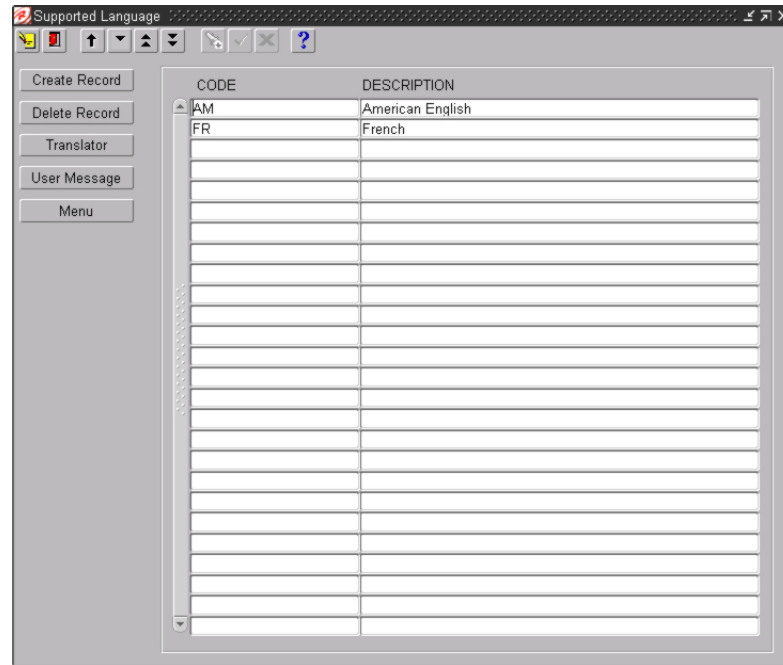 Supported Language
?
Create Record
Delete Record
Translator
User Message
Menu
CODE DESCRIPTION
AM American English
FR French